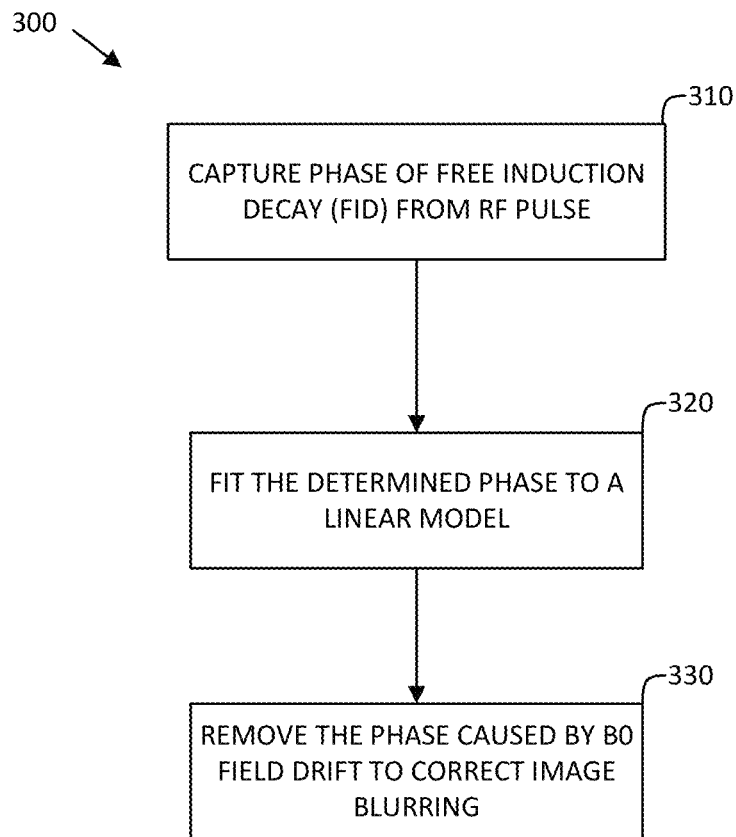 300
310
CAPTURE PHASE OF FREE INDUCTION
DECAY (FID) FROM RF PULSE
320
FIT THE DETERMINED PHASE TO A
LINEAR MODEL
330
REMOVE THE PHASE CAUSED BY B0
FIELD DRIFT TO CORRECT IMAGE
BLURRING